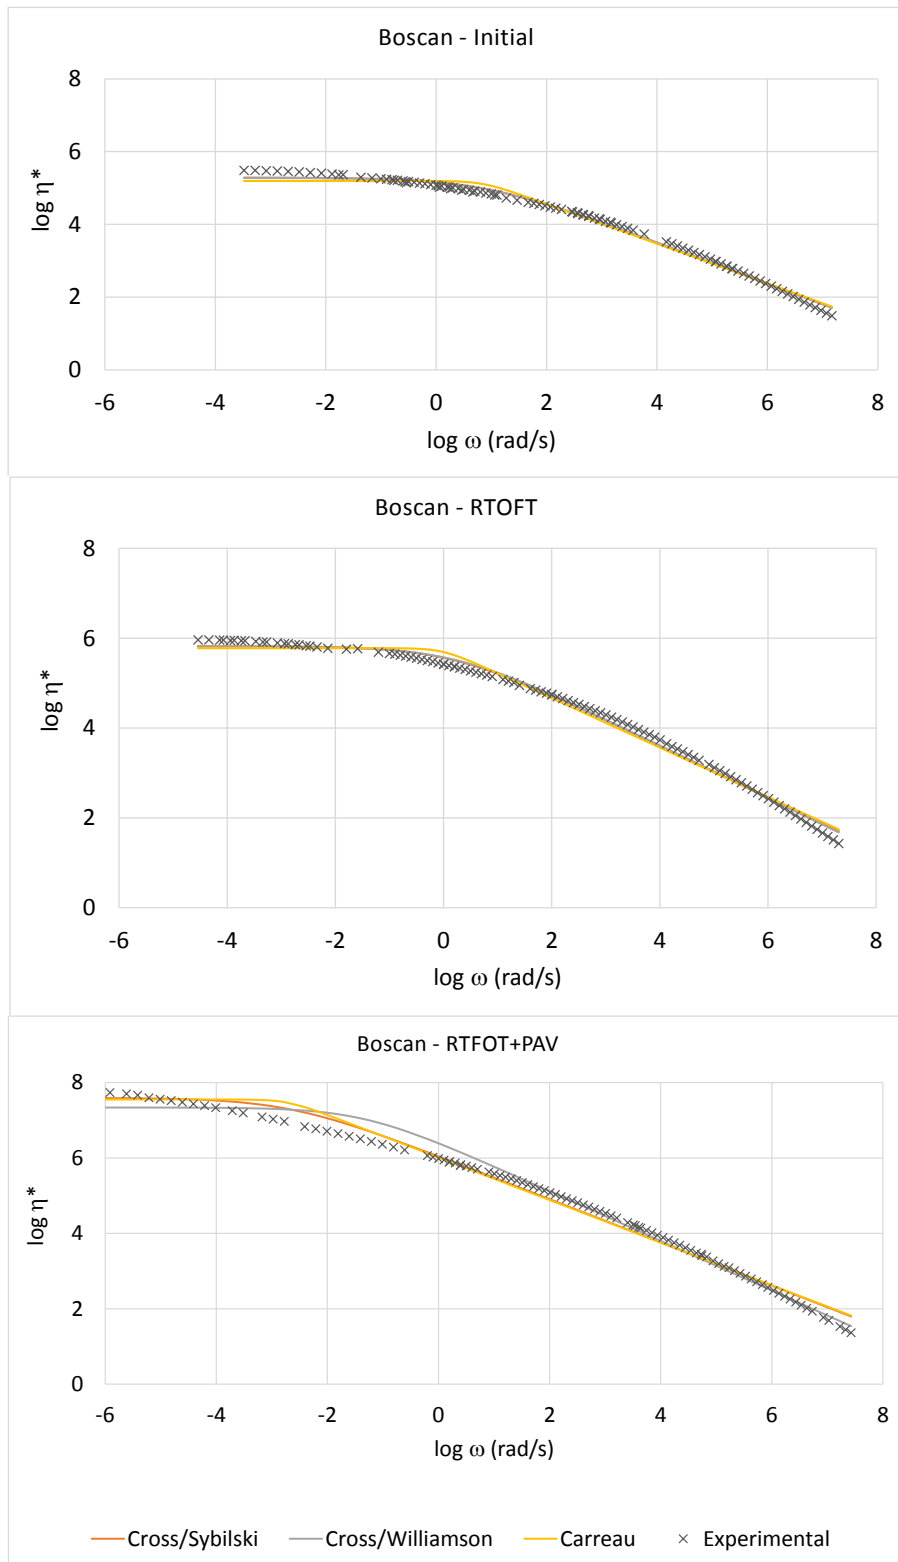 Boscan - Initial
8
6
4
2
0
-6 -4 -2 0 2 4 6 8
log η*
log ω (rad/s)
Boscan - RTOFT
8
6
4
2
0
-6 -4 -2 0 2 4 6 8
log η*
log ω (rad/s)
Boscan - RTFOT+PAV
8
6
4
2
0
-6 -4 -2 0 2 4 6 8
log η*
log ω (rad/s)
Cross/Sybilski Cross/Williamson Carreau Experimental